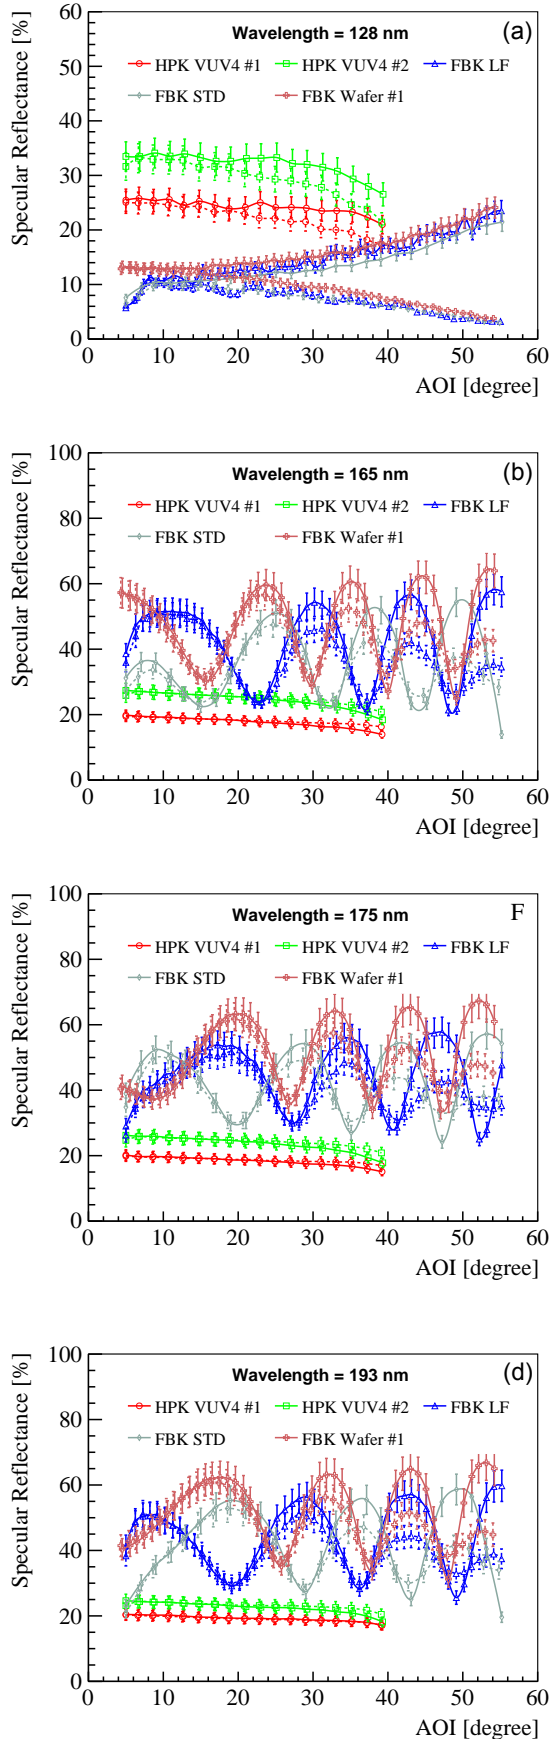 Specular Reflectance [%]
60
50
40
30
20
10
0
Wavelength = 128 nm
(a)
HPK VUV4 #1
HPK VUV4 #2
FBK LF
FBK STD
FBK Wafer #1
0 10 20 30 40 50 60
AOI [degree]
Specular Reflectance [%]
100
80
60
40
20
0
Wavelength = 165 nm
(b)
HPK VUV4 #1
HPK VUV4 #2
FBK LF
FBK STD
FBK Wafer #1
0 10 20 30 40 50 60
AOI [degree]
Specular Reflectance [%]
100
80
60
40
20
0
Wavelength = 175 nm
F
HPK VUV4 #1
HPK VUV4 #2
FBK LF
FBK STD
FBK Wafer #1
0 10 20 30 40 50 60
AOI [degree]
Specular Reflectance [%]
100
80
60
40
20
0
Wavelength = 193 nm
(d)
HPK VUV4 #1
HPK VUV4 #2
FBK LF
FBK STD
FBK Wafer #1
0 10 20 30 40 50 60
AOI [degree]